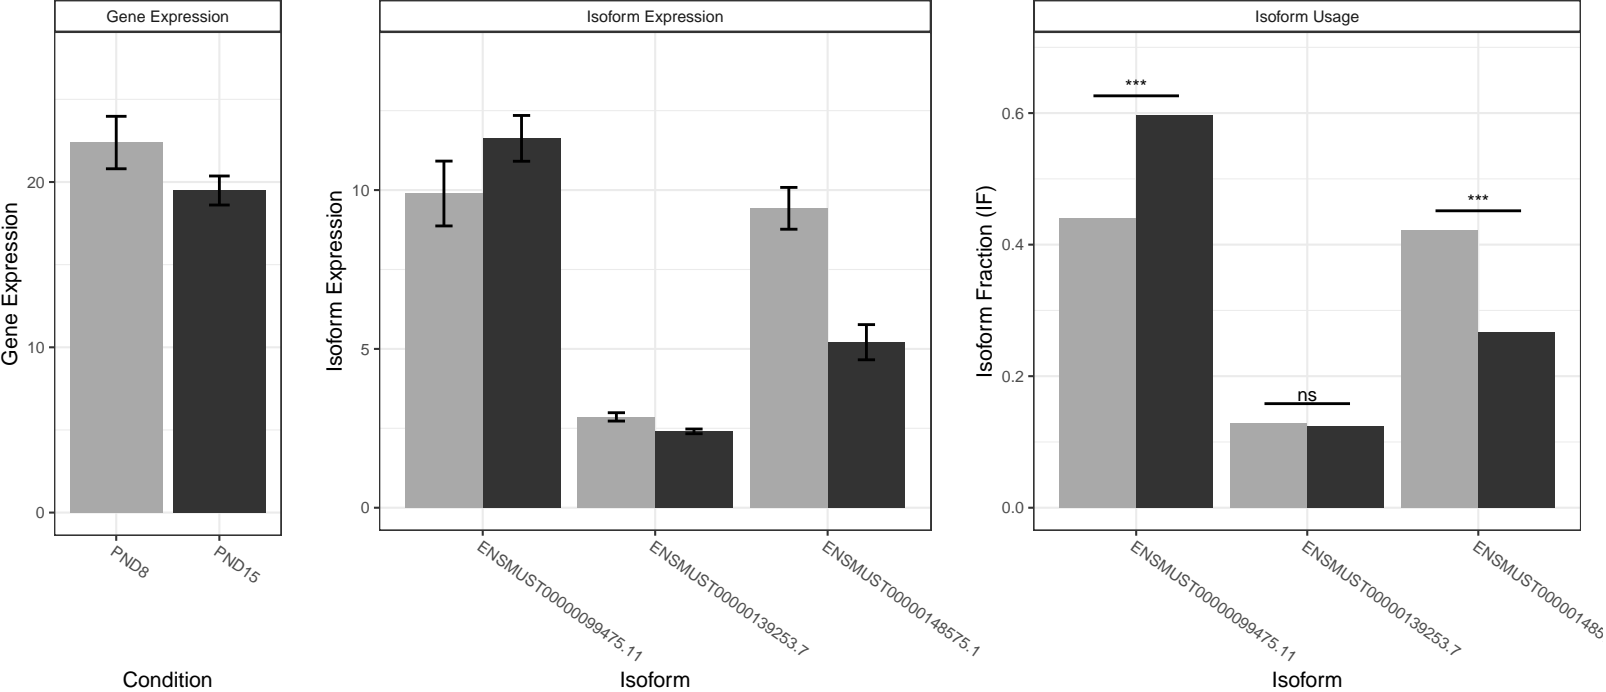 Gene Expression
Gene Expression
0
10
20
PND8
PND15
Condition
Isoform Expression
Isoform Expression
0
5
10
ENSMUST00000099475.11
ENSMUST00000139253.7
ENSMUST00000148575.1
Isoform
Isoform Usage
Isoform Fraction (IF)
0.0
0.2
0.4
0.6
***
ns
***
ENSMUST00000099475.11
ENSMUST00000139253.7
ENSMUST000001485
Isoform